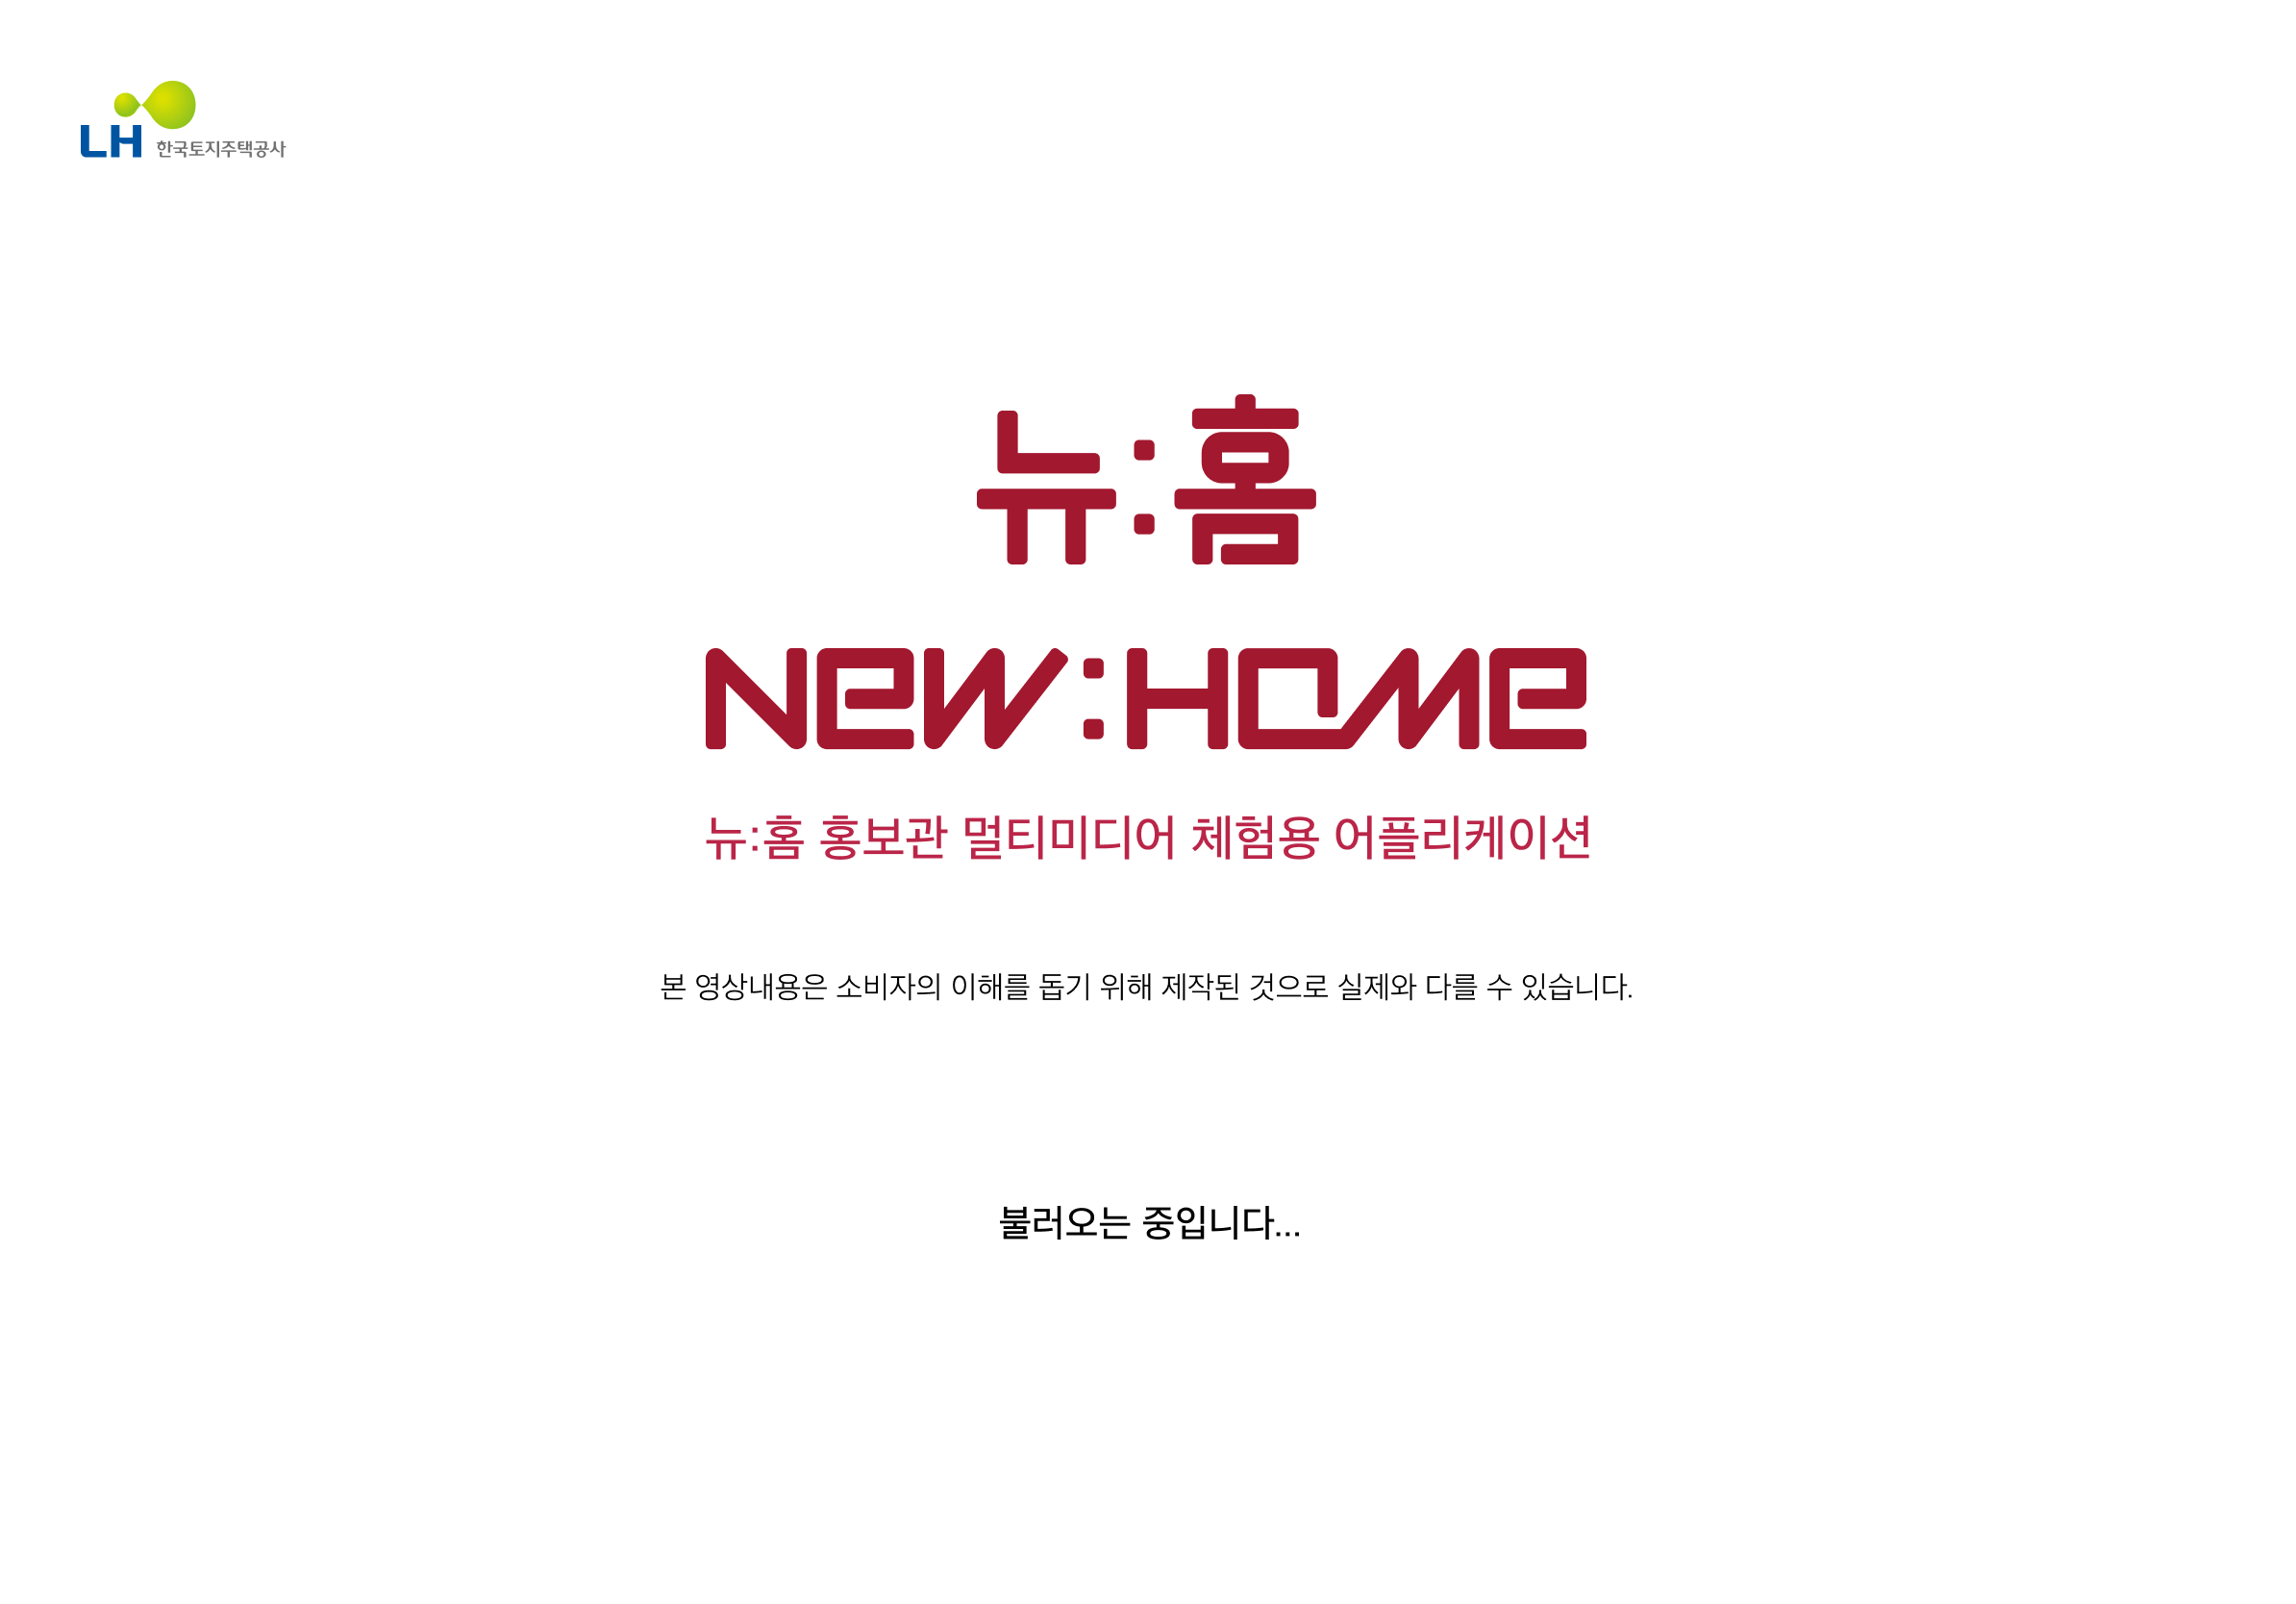 LH 한국토지주택공사
뉴:홈
NEW:HOME
뉴:홈 홍보관 멀티미디어 체험용 어플리케이션
본 영상내용은 소비자의 이해를 돕기 위해 제작된 것으로 실제와 다를 수 있습니다.
불러오는 중입니다...